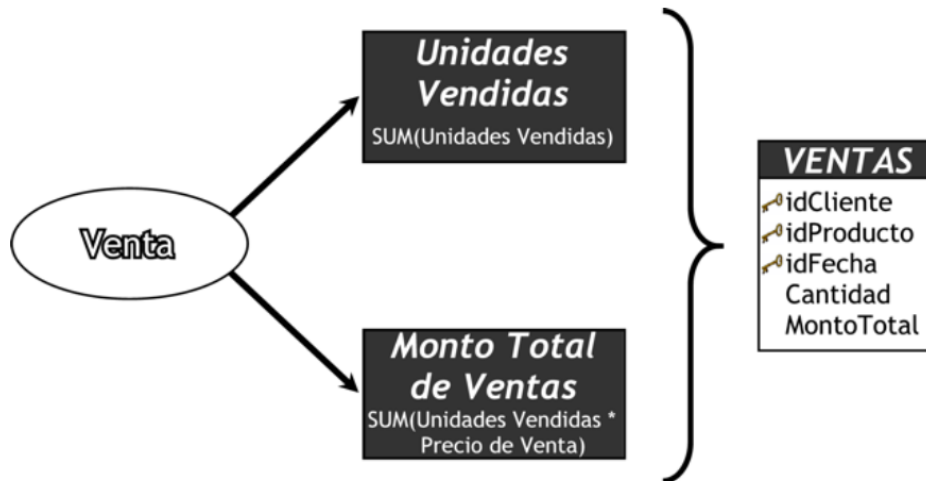 Venta
Unidades
Vendidas
SUM(Unidades Vendidas)
Monto Total
de Ventas
SUM(Unidades Vendidas *
Precio de Venta)
VENTAS
idCliente
idProducto
idFecha
Cantidad
MontoTotal